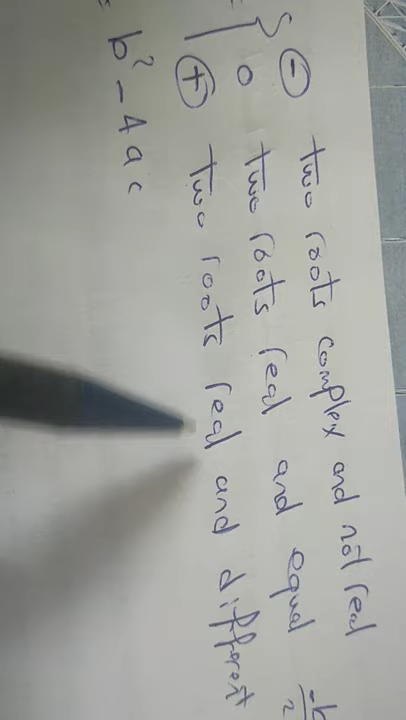 = b² - 4ac
⊕ two roots real and different
0 two roots real and equal
⊖ two roots complex and not real